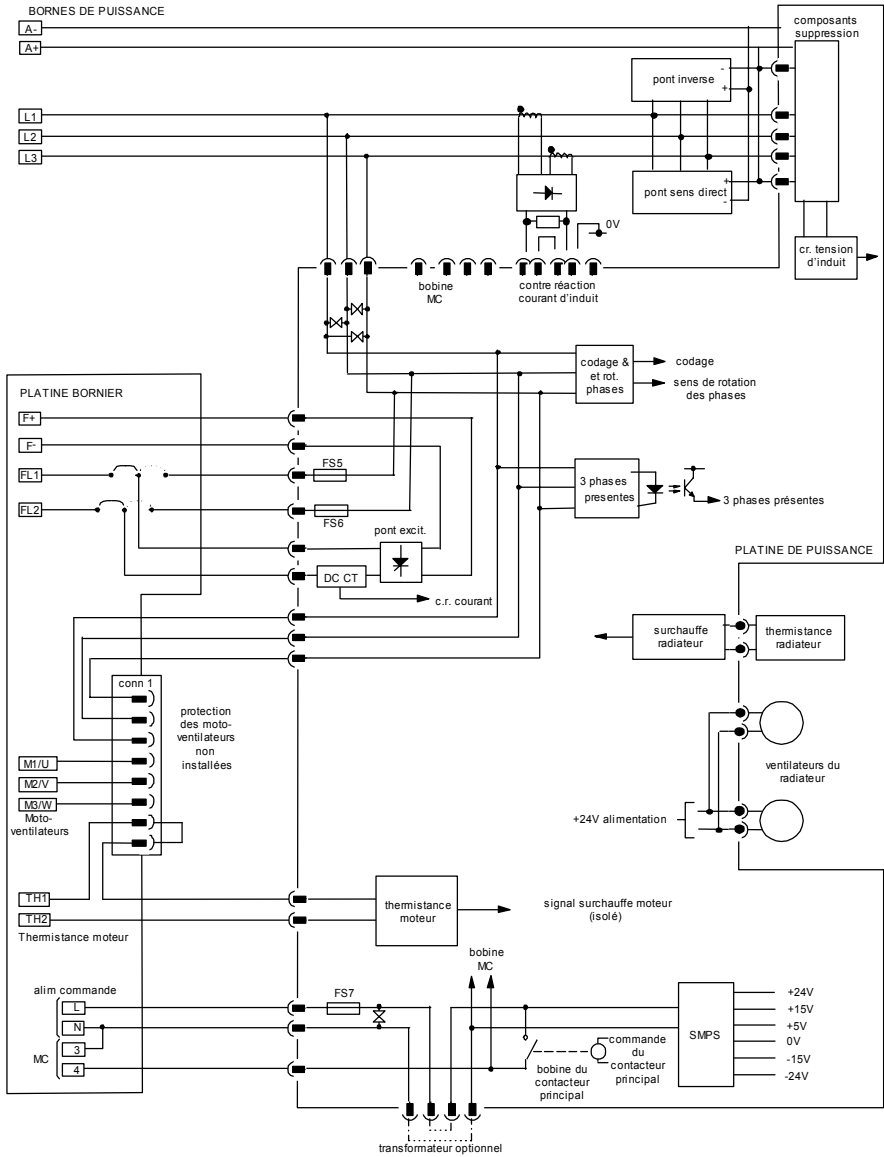 BORNES DE PUISSANCE
A-
A+
composants
suppression
pont inverse
-
+
L1
L2
L3
pont sens direct
+
-
0V
cr. tension
d'induit
bobine
MC
contre réaction
courant d'induit
codage &
et rot.
phases
codage
sens de rotation
des phases
PLATINE BORNIER
F+
F-
FL1
FL2
FS5
FS6
3 phases
presentes
3 phases présentes
pont excit.
DC CT
c.r. courant
PLATINE DE PUISSANCE
surchauffe
radiateur
thermistance
radiateur
conn 1
protection
des moto-
ventilateurs
non
installées
M1/U
M2/V
M3/W
Moto-
ventilateurs
ventilateurs du
radiateur
+24V alimentation
TH1
TH2
Thermistance moteur
thermistance
moteur
signal surchauffe moteur
(isolé)
bobine
MC
alim commande
L
N
MC
3
4
FS7
commande
du
contacteur
principal
bobine du
contacteur
principal
SMPS
+24V
+15V
+5V
0V
-15V
-24V
transformateur optionnel